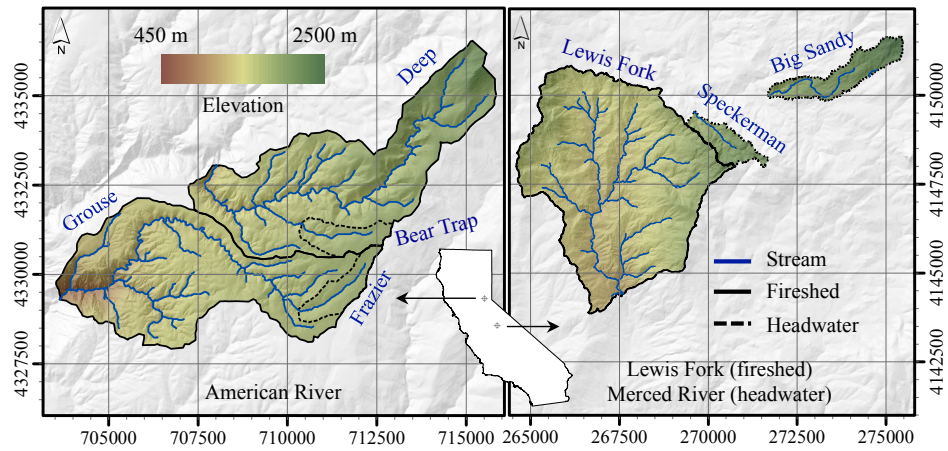 N
450 m
2500 m
Elevation
Deep
Grouse
Bear Trap
Frazier
American River
4335000
4332500
4330000
4327500
705000
707500
710000
712500
715000
N
Lewis Fork
Speckerman
Big Sandy
Stream
Fireshed
Headwater
Lewis Fork (fireshed)
Merced River (headwater)
4150000
4147500
4145000
4142500
265000
267500
270000
272500
275000